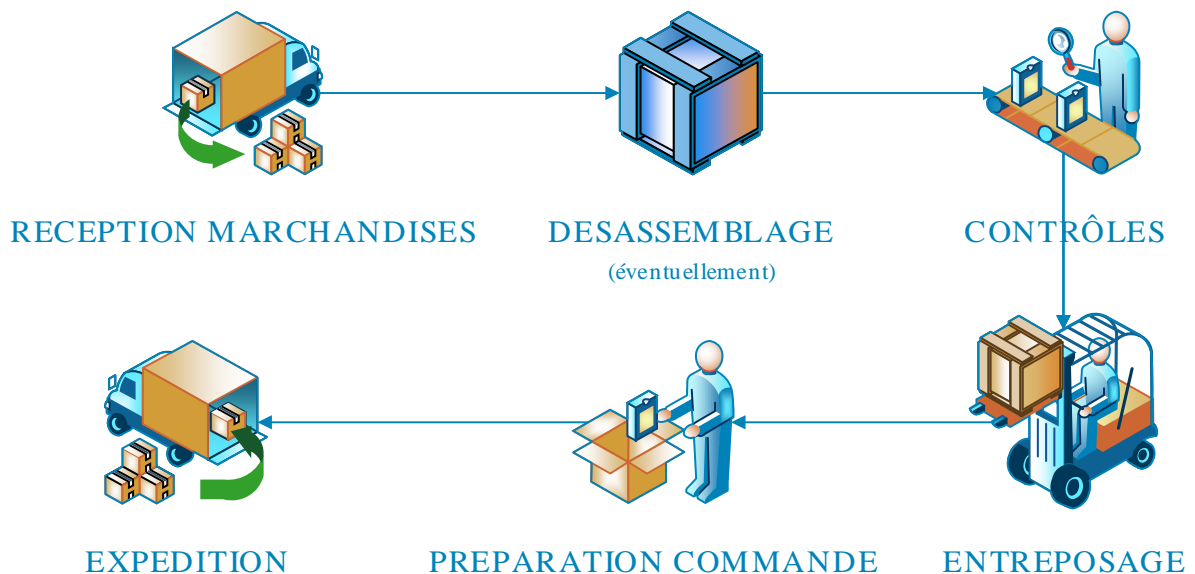 RECEPTION MARCHANDISES
DESASSEMBLAGE
(éventuellement)
CONTRÔLES
EXPEDITION
PREPARATION COMMANDE
ENTREPOSAGE